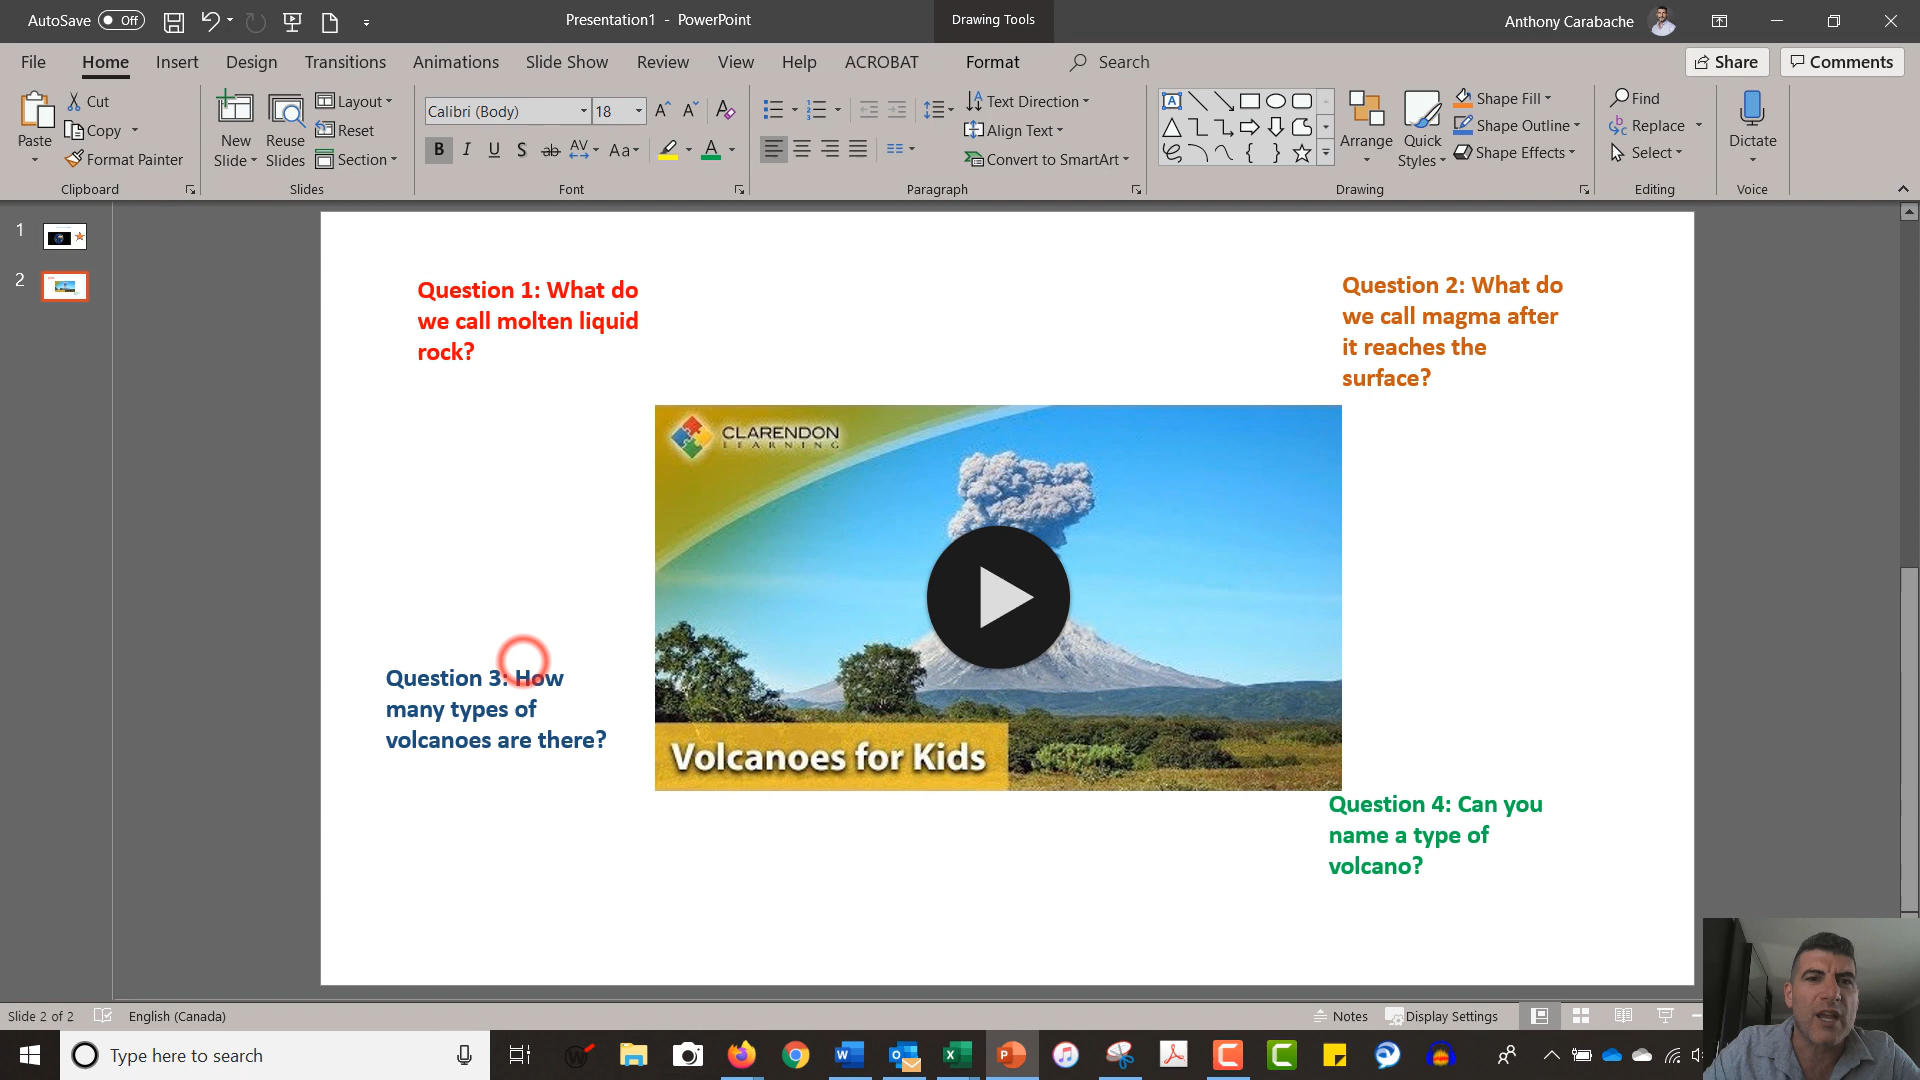 AutoSave Off
Presentation1 - PowerPoint
Drawing Tools
Anthony Carabache
File Home Insert Design Transitions Animations Slide Show Review View Help ACROBAT Format Search
Share Comments
Paste
Cut
Copy
Format Painter
Clipboard
New Slide
Reuse Slides
Layout
Reset
Section
Slides
Calibri (Body) 18
Font
Text Direction
Align Text
Convert to SmartArt
Paragraph
Arrange
Quick Styles
Shape Fill
Shape Outline
Shape Effects
Drawing
Find
Replace
Select
Editing
Dictate
Voice
1
2
Question 1: What do
we call molten liquid
rock?
Question 2: What do
we call magma after
it reaches the
surface?
CLARENDON
LEARNING
Volcanoes for Kids
Question 3: How
many types of
volcanoes are there?
Question 4: Can you
name a type of
volcano?
Slide 2 of 2 English (Canada) Notes Display Settings
Type here to search